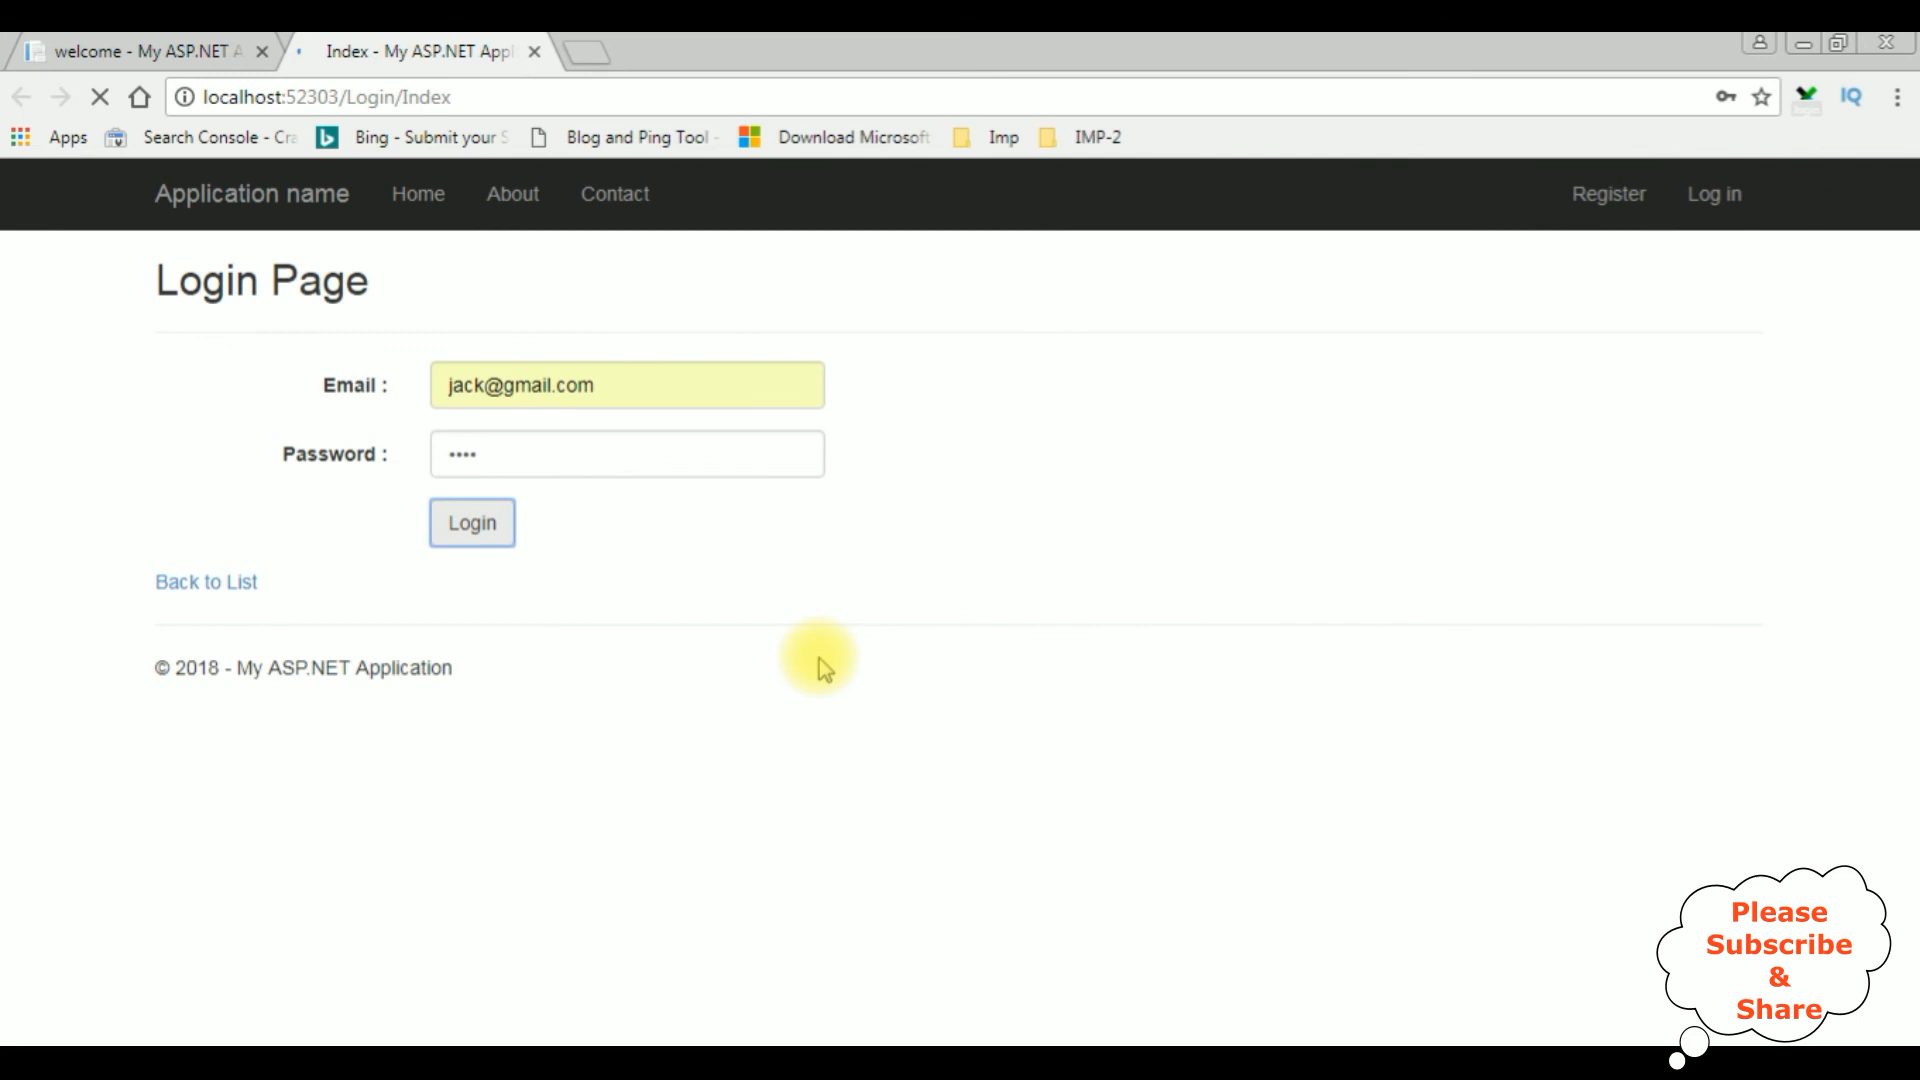 welcome - My ASP.NET A
Index - My ASP.NET Appl
localhost:52303/Login/Index
IQ
Apps
Search Console - Cra
b
Bing - Submit your S
Blog and Ping Tool -
Download Microsoft
Imp
IMP-2
Application name
Home
About
Contact
Register
Log in
Login Page
Email :
jack@gmail.com
Password :
••••
Login
Back to List
© 2018 - My ASP.NET Application
Please
Subscribe
&
Share